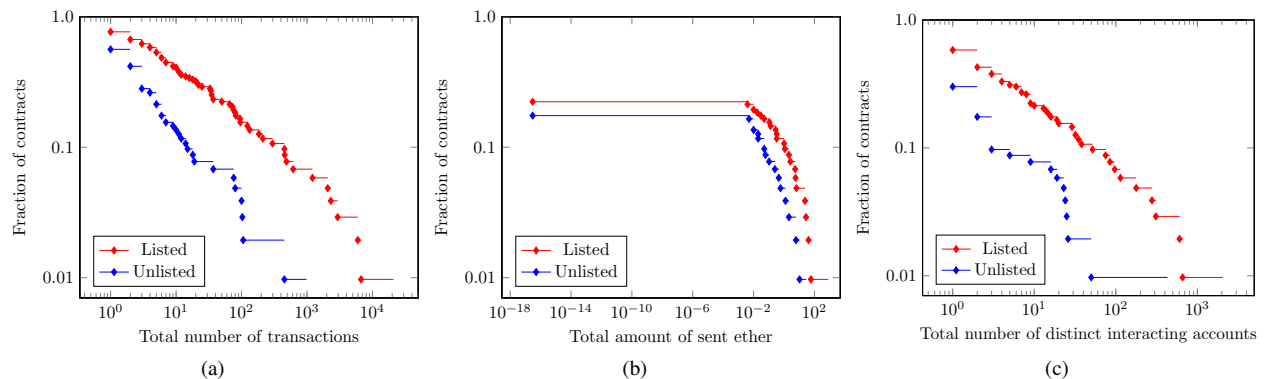 1.0
0.1
0.01
Fraction of contracts
Listed
Unlisted
10^0 10^1 10^2 10^3 10^4
Total number of transactions
(a)
1.0
0.1
0.01
Fraction of contracts
Listed
Unlisted
10^−18 10^−14 10^−10 10^−6 10^−2 10^2
Total amount of sent ether
(b)
1.0
0.1
0.01
Fraction of contracts
Listed
Unlisted
10^0 10^1 10^2 10^3
Total number of distinct interacting accounts
(c)